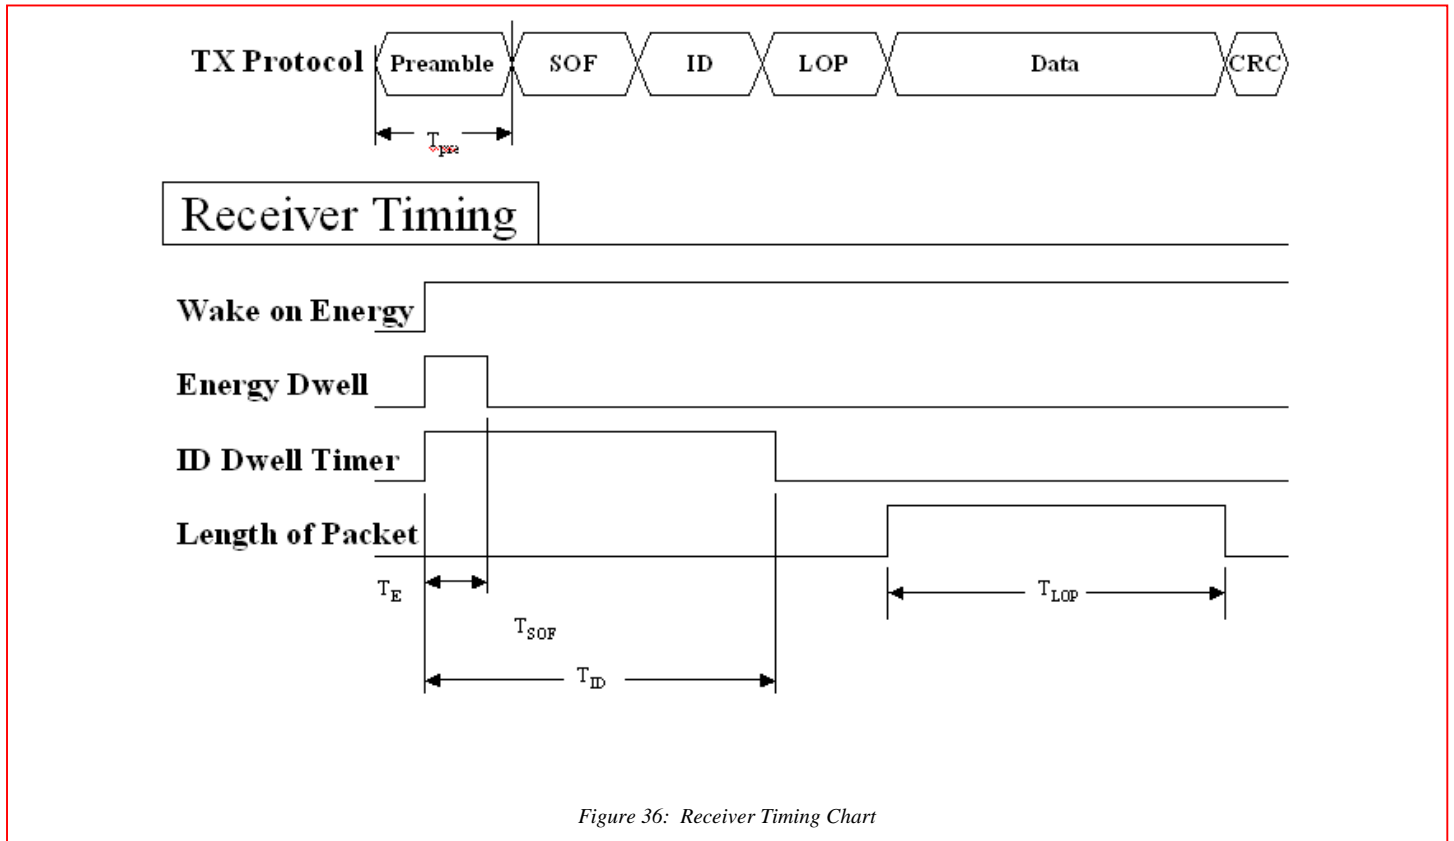 TX Protocol Preamble SOF ID LOP Data CRC
Tpre
Receiver Timing
Wake on Energy
Energy Dwell
ID Dwell Timer
Length of Packet
TE TLOP
TSOF
TID
Figure 36: Receiver Timing Chart